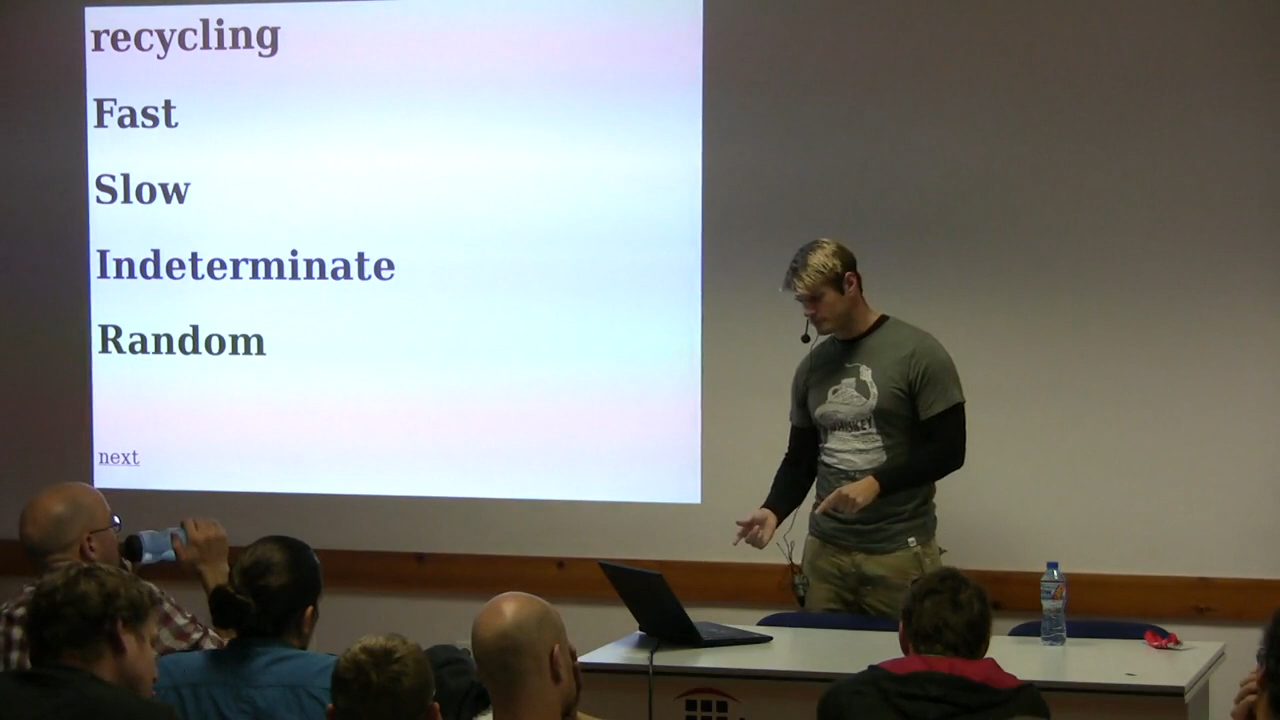 recycling
Fast
Slow
Indeterminate
Random
next